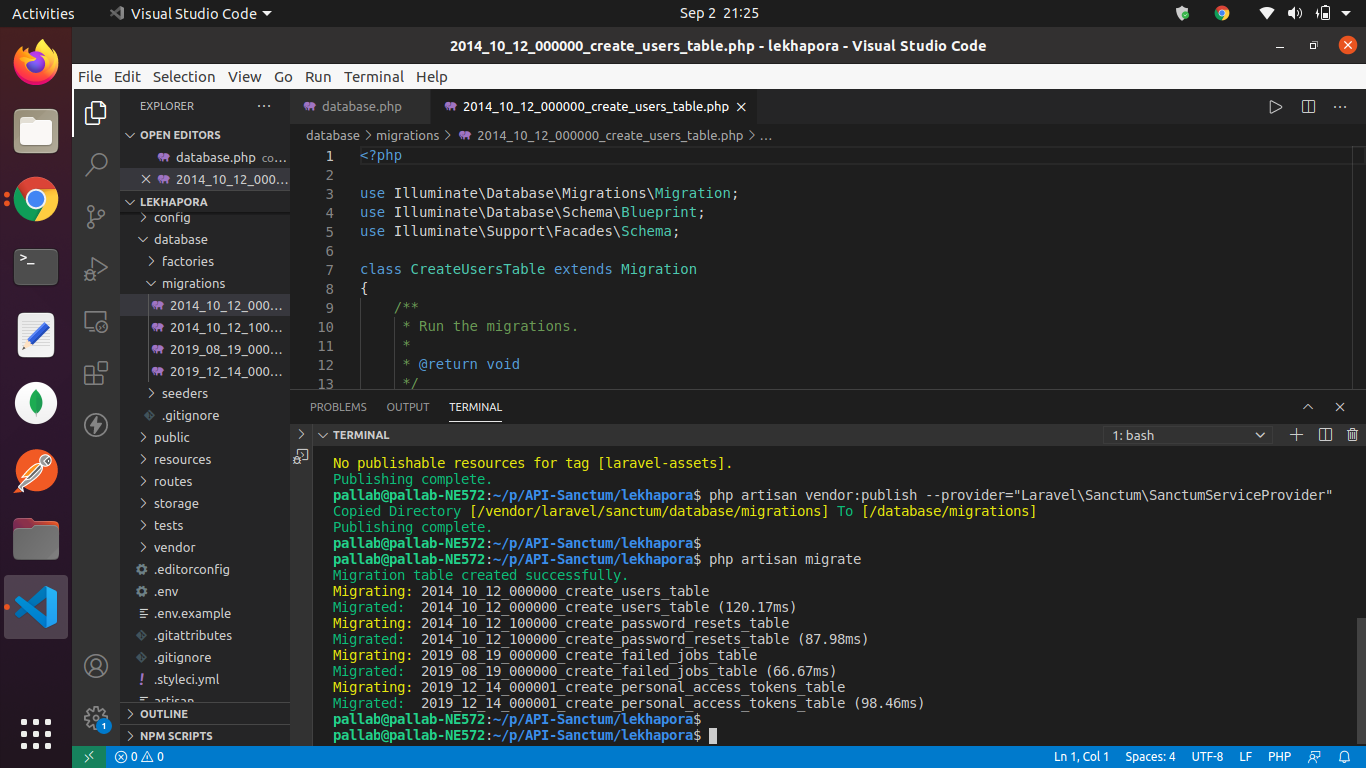 Activities
Visual Studio Code
Sep 2 21:25
2014_10_12_000000_create_users_table.php - lekhapora - Visual Studio Code
File Edit Selection View Go Run Terminal Help
EXPLORER
OPEN EDITORS
database.php co...
2014_10_12_000...
LEKHAPORA
config
database
factories
migrations
2014_10_12_000...
2014_10_12_100...
2019_08_19_000...
2019_12_14_000...
seeders
.gitignore
public
resources
routes
storage
tests
vendor
.editorconfig
.env
.env.example
.gitattributes
.gitignore
.styleci.yml
artisan
OUTLINE
NPM SCRIPTS
database.php
2014_10_12_000000_create_users_table.php
database > migrations > 2014_10_12_000000_create_users_table.php > ...
1 <?php
2
3 use Illuminate\Database\Migrations\Migration;
4 use Illuminate\Database\Schema\Blueprint;
5 use Illuminate\Support\Facades\Schema;
6
7 class CreateUsersTable extends Migration
8 {
9 /**
10 * Run the migrations.
11 *
12 * @return void
13 */
PROBLEMS OUTPUT TERMINAL
TERMINAL
1: bash
No publishable resources for tag [laravel-assets].
Publishing complete.
pallab@pallab-NE572:~/p/API-Sanctum/lekhapora$ php artisan vendor:publish --provider="Laravel\Sanctum\SanctumServiceProvider"
Copied Directory [/vendor/laravel/sanctum/database/migrations] To [/database/migrations]
Publishing complete.
pallab@pallab-NE572:~/p/API-Sanctum/lekhapora$
pallab@pallab-NE572:~/p/API-Sanctum/lekhapora$ php artisan migrate
Migration table created successfully.
Migrating: 2014_10_12_000000_create_users_table
Migrated: 2014_10_12_000000_create_users_table (120.17ms)
Migrating: 2014_10_12_100000_create_password_resets_table
Migrated: 2014_10_12_100000_create_password_resets_table (87.98ms)
Migrating: 2019_08_19_000000_create_failed_jobs_table
Migrated: 2019_08_19_000000_create_failed_jobs_table (66.67ms)
Migrating: 2019_12_14_000001_create_personal_access_tokens_table
Migrated: 2019_12_14_000001_create_personal_access_tokens_table (98.46ms)
pallab@pallab-NE572:~/p/API-Sanctum/lekhapora$
pallab@pallab-NE572:~/p/API-Sanctum/lekhapora$
1
0 0
Ln 1, Col 1 Spaces: 4 UTF-8 LF PHP